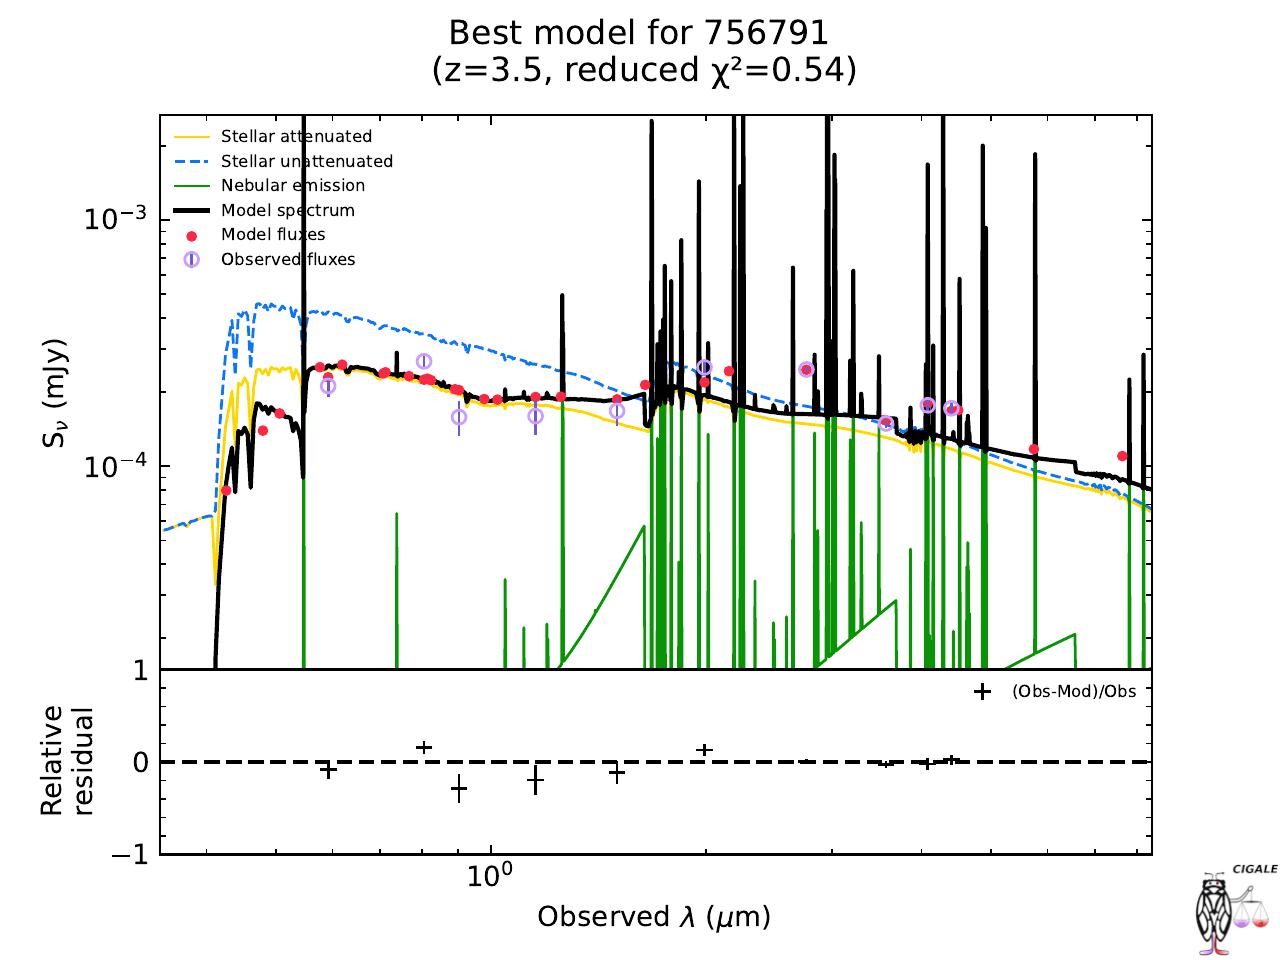 Best model for 756791
(z=3.5, reduced χ²=0.54)
Stellar attenuated
Stellar unattenuated
Nebular emission
Model spectrum
Model fluxes
Observed fluxes
10⁻³
10⁻⁴
S_ν (mJy)
1
0
−1
Relative
residual
(Obs-Mod)/Obs
10⁰
Observed λ (μm)
CIGALE